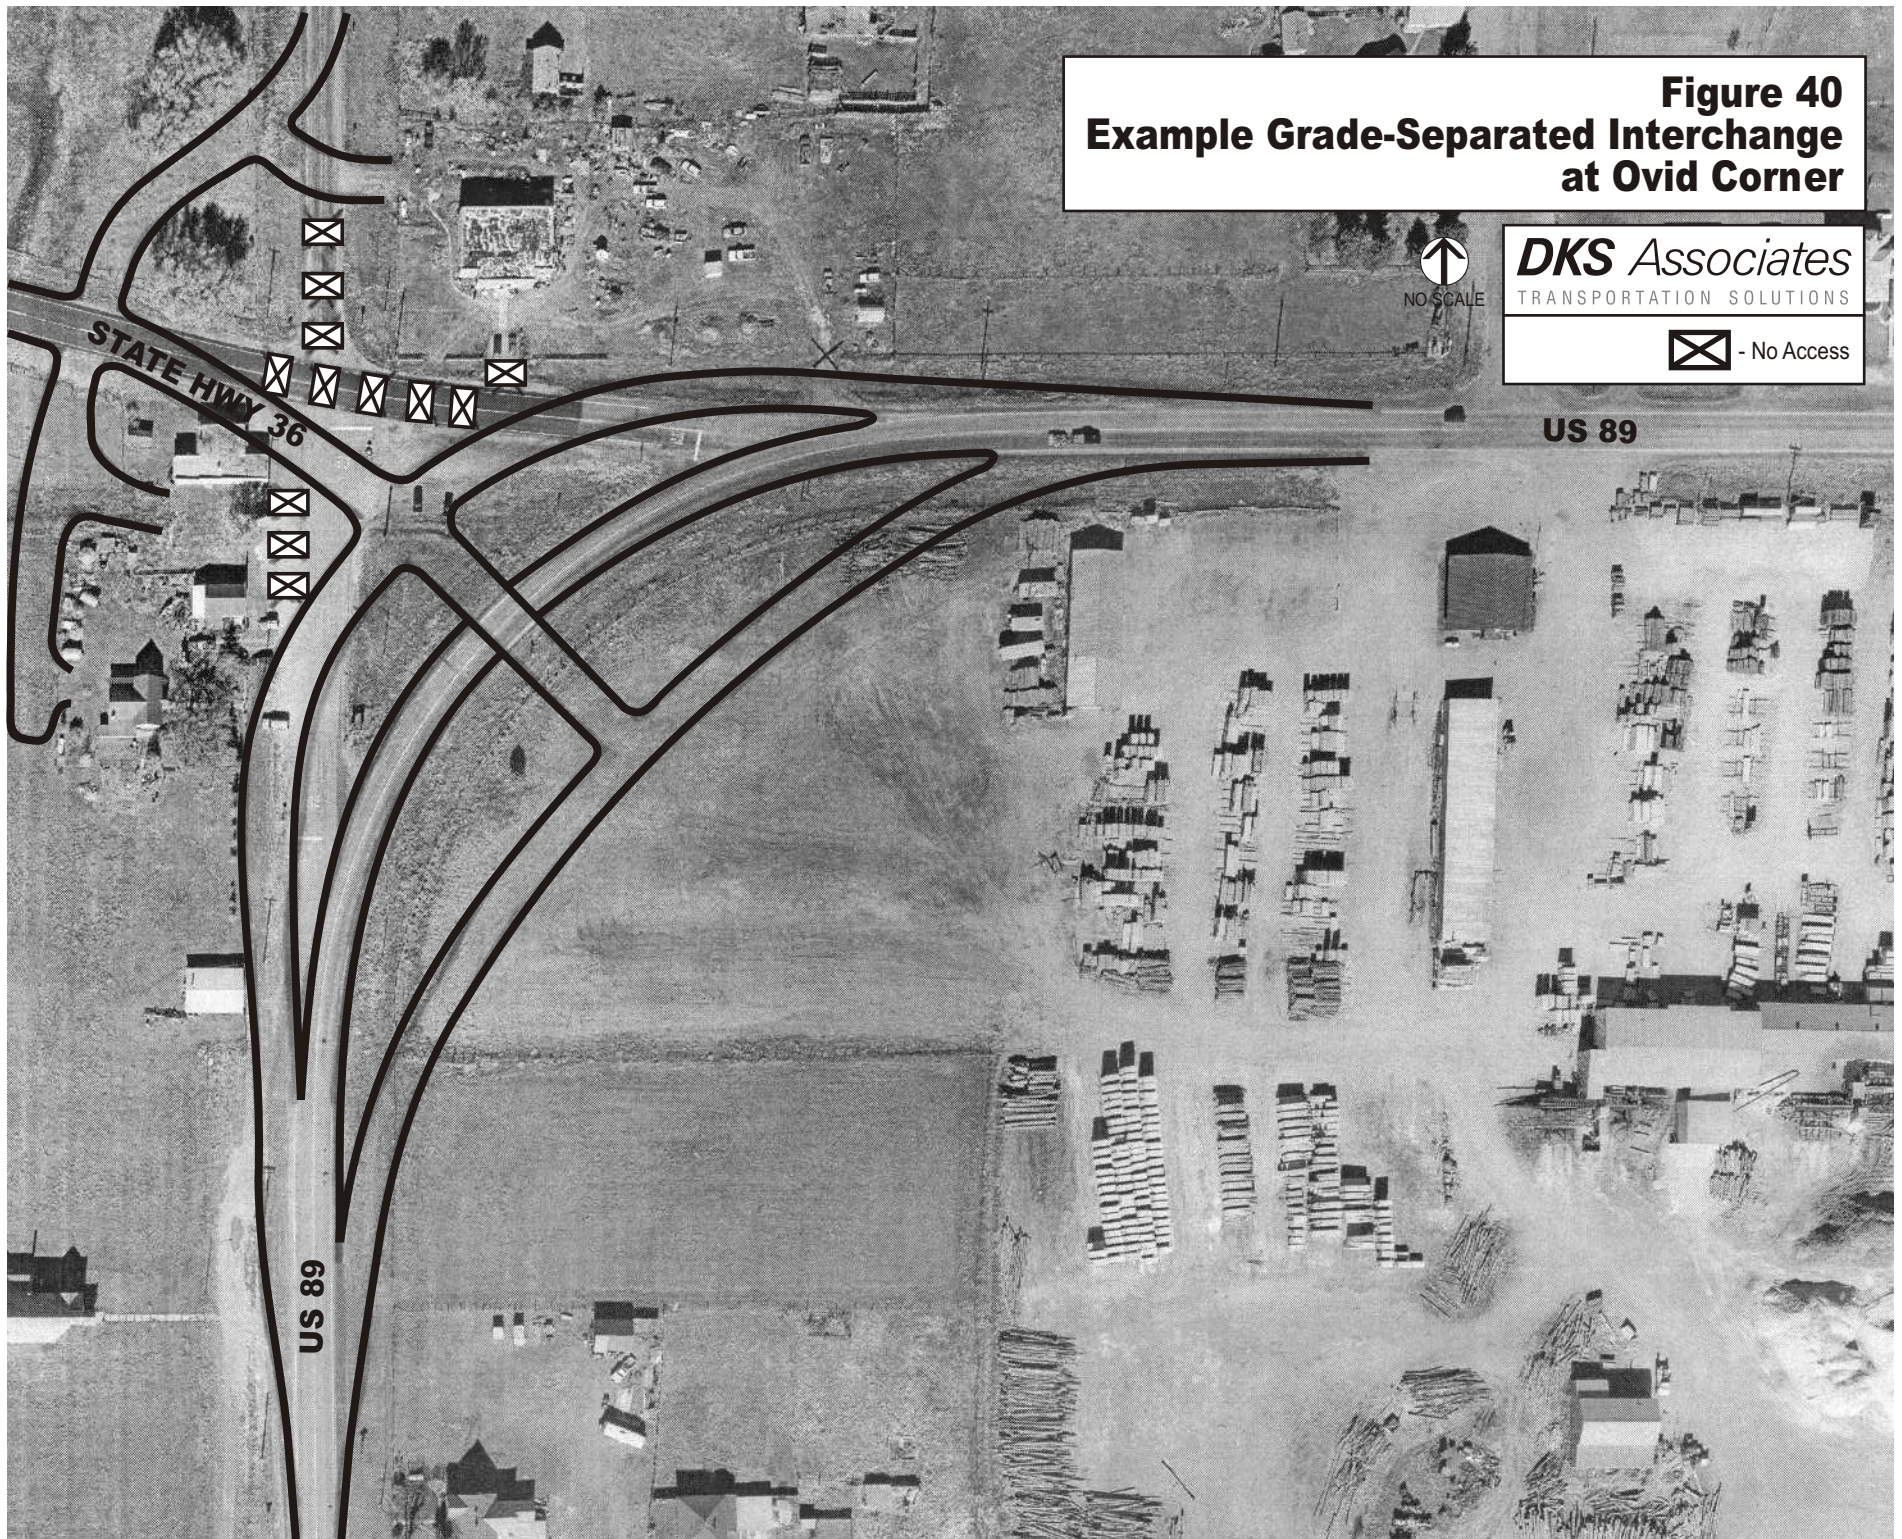 Figure 40
Example Grade-Separated Interchange
at Ovid Corner
DKS Associates
TRANSPORTATION SOLUTIONS
NO SCALE
- No Access
STATE HWY 36
US 89
US 89